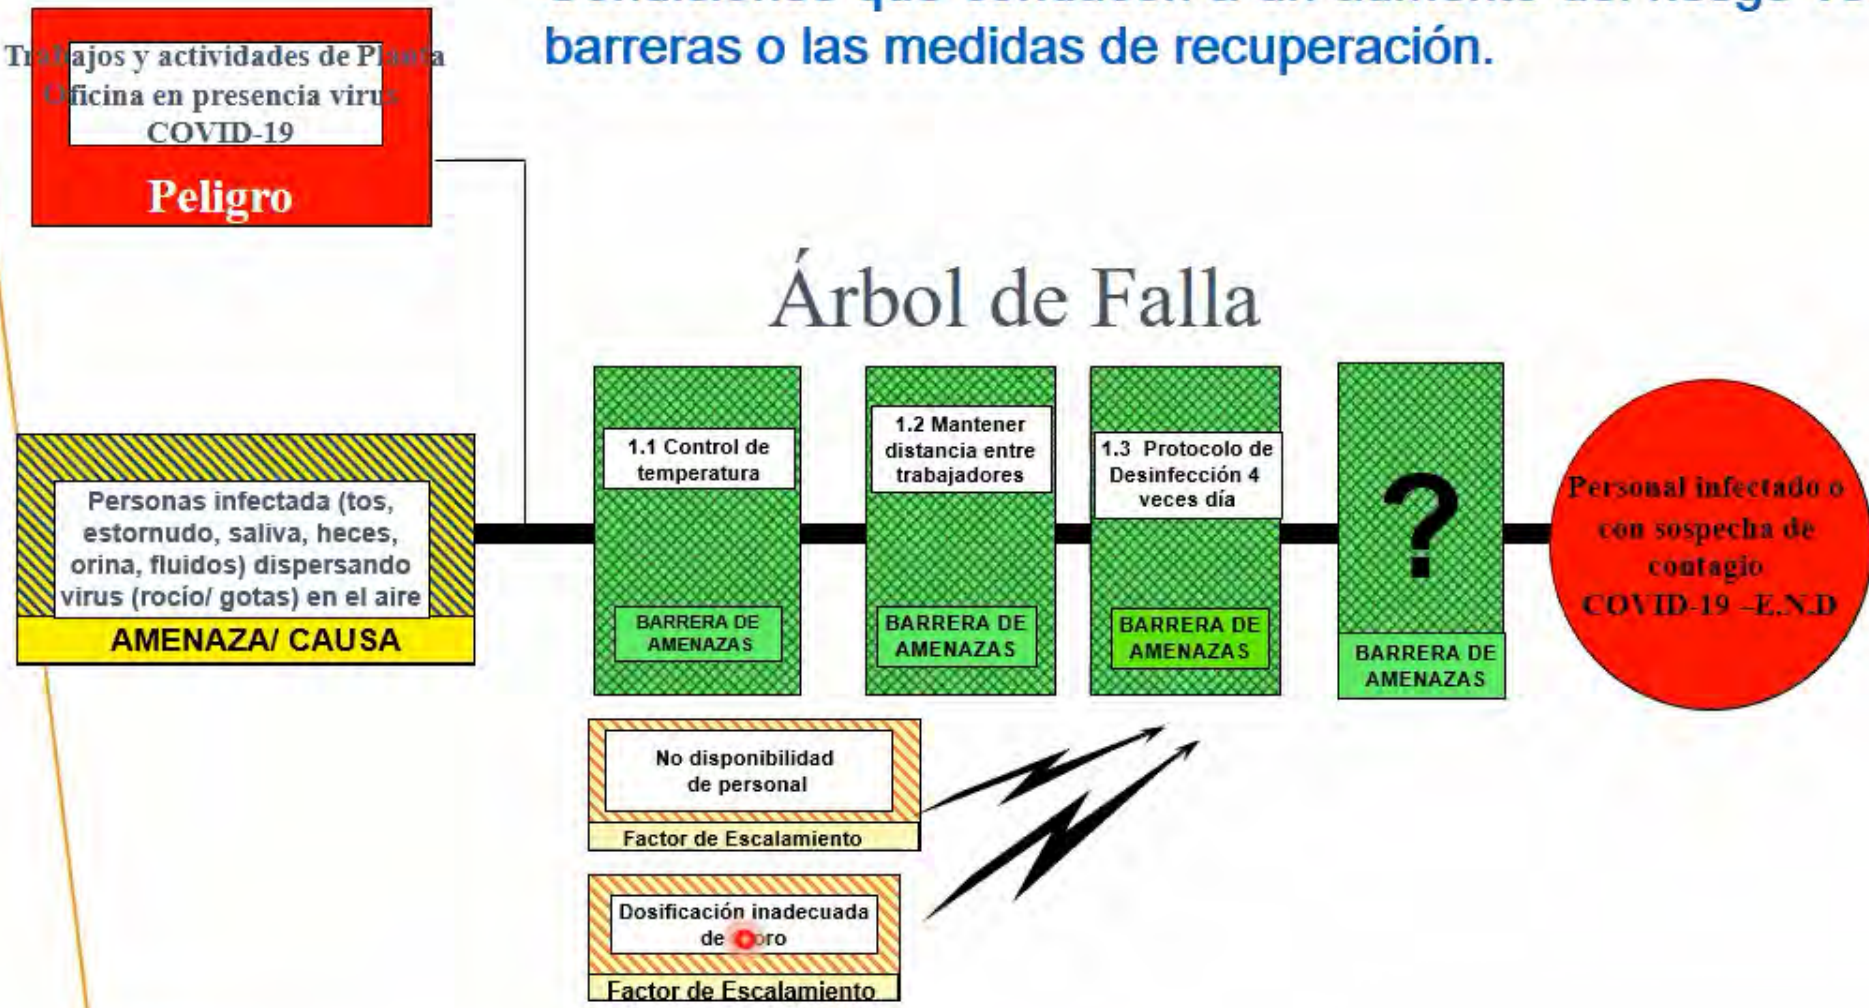 barreras o las medidas de recuperación.
Trabajos y actividades de Planta
Oficina en presencia virus
COVID-19
Peligro
Árbol de Falla
1.1 Control de
temperatura
BARRERA DE
AMENAZAS
1.2 Mantener
distancia entre
trabajadores
BARRERA DE
AMENAZAS
1.3 Protocolo de
Desinfección 4
veces día
BARRERA DE
AMENAZAS
?
BARRERA DE
AMENAZAS
Personas infectada (tos,
estornudo, saliva, heces,
orina, fluidos) dispersando
virus (rocío/ gotas) en el aire
AMENAZA/ CAUSA
Personal infectado o
con sospecha de
contagio
COVID-19 –E.N.D
No disponibilidad
de personal
Factor de Escalamiento
Dosificación inadecuada
de
Factor de Escalamiento